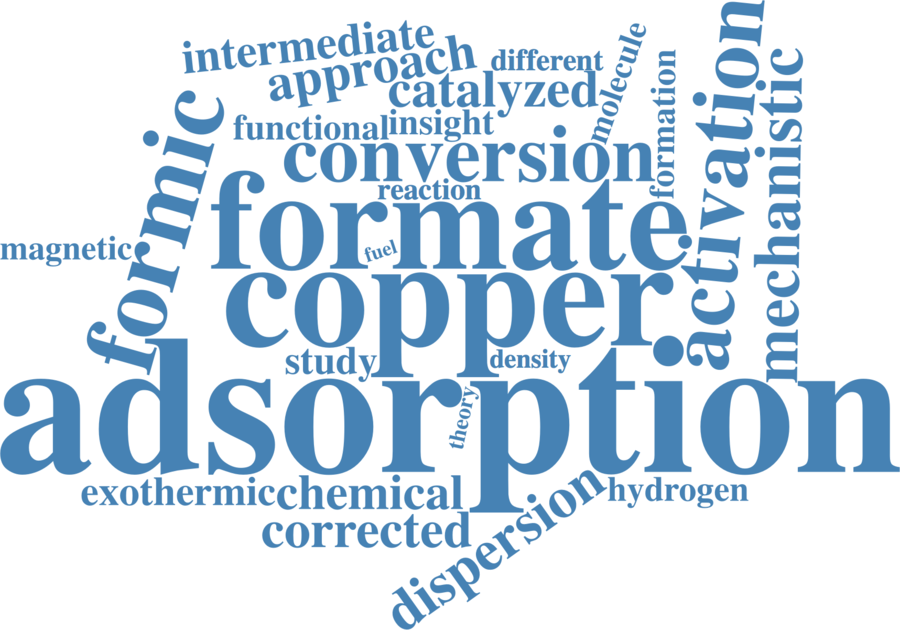 intermediate
approach
different
catalyzed
molecule
formation
activation
mechanistic
functional
insight
conversion
formic
reaction
formate
magnetic
fuel
copper
study
density
adsorption
theory
exothermic
chemical
hydrogen
corrected
dispersion